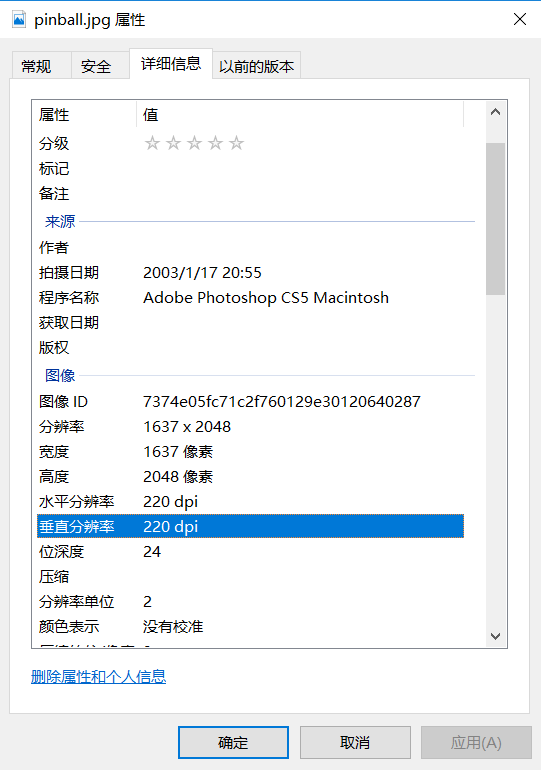 pinball.jpg 属性
常规 安全 详细信息 以前的版本
属性 值
分级
标记
备注
来源
作者
拍摄日期 2003/1/17 20:55
程序名称 Adobe Photoshop CS5 Macintosh
获取日期
版权
图像
图像 ID 7374e05fc71c2f760129e30120640287
分辨率 1637 x 2048
宽度 1637 像素
高度 2048 像素
水平分辨率 220 dpi
垂直分辨率 220 dpi
位深度 24
压缩
分辨率单位 2
颜色表示 没有校准
删除属性和个人信息
确定 取消 应用(A)